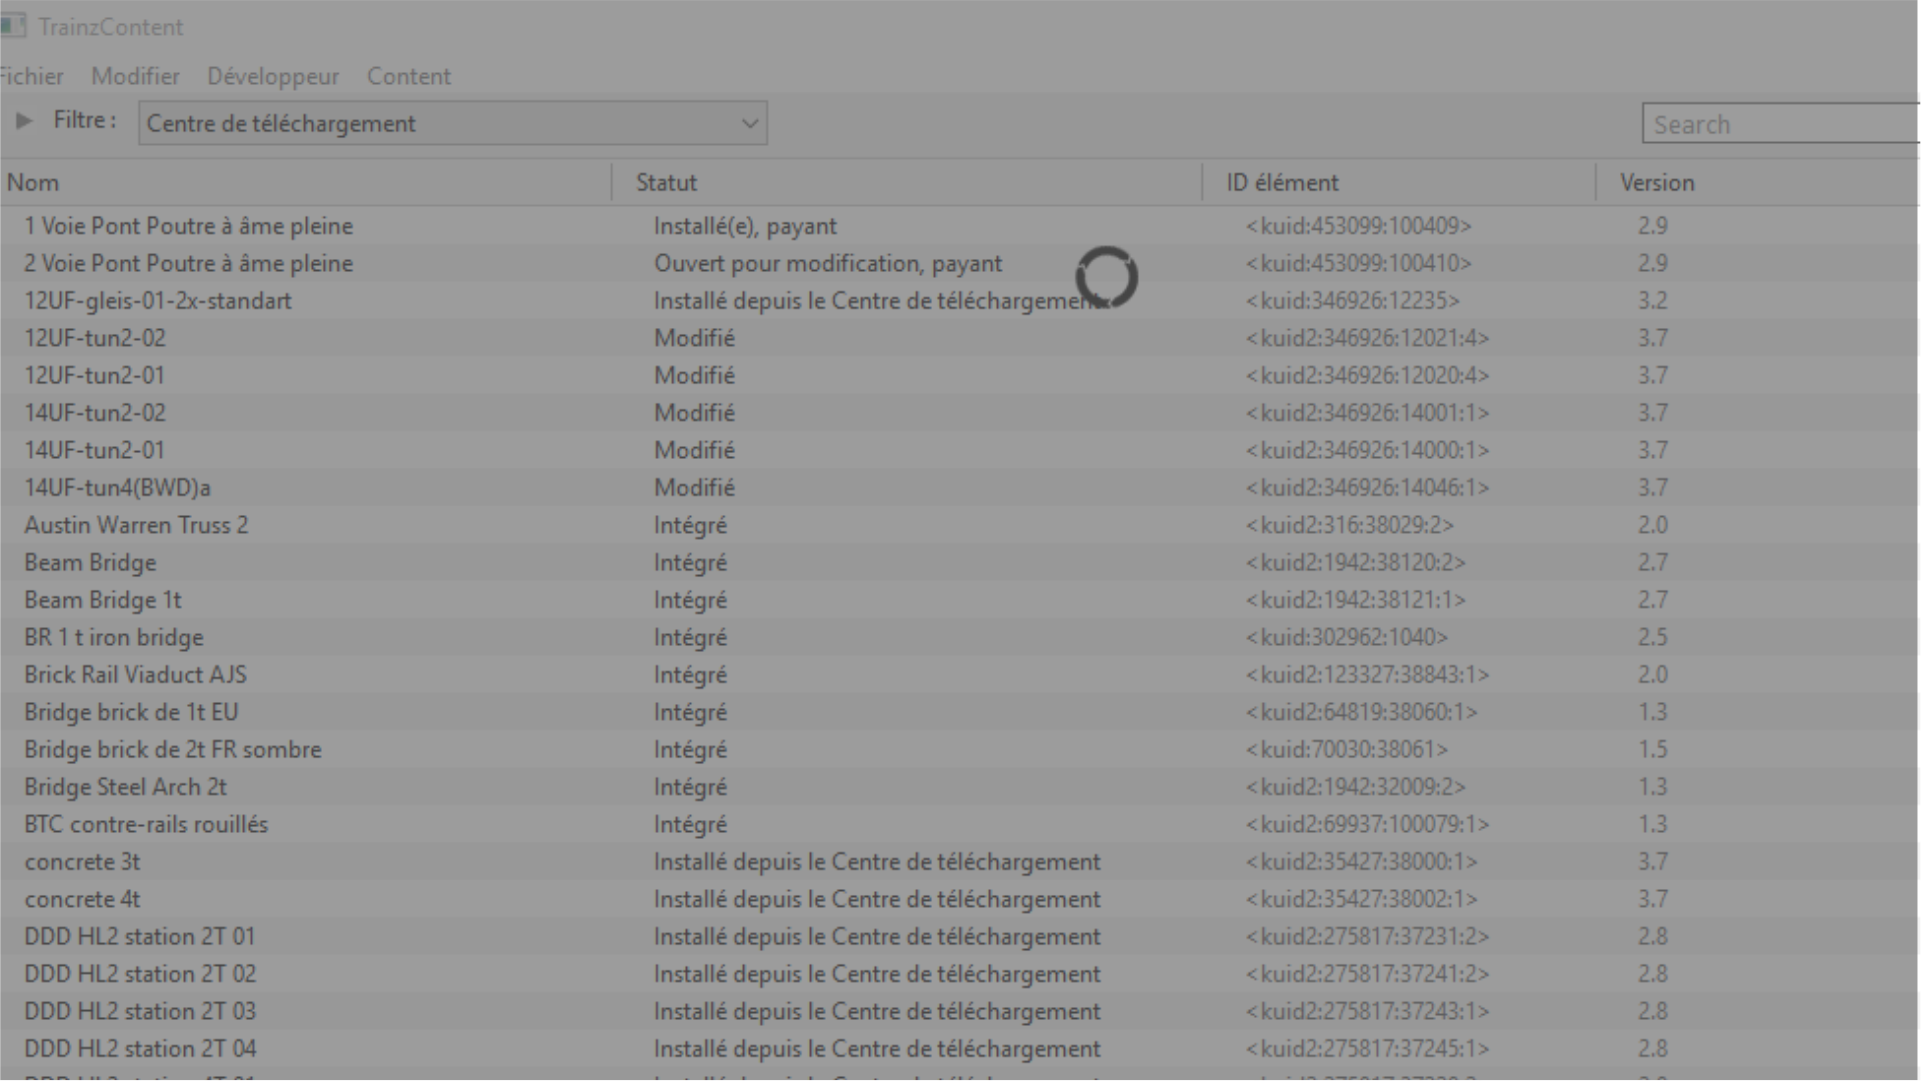 TrainzContent
Fichier Modifier Développeur Content
Filtre : Centre de téléchargement Search
Nom Statut ID élément Version
1 Voie Pont Poutre à âme pleine Installé(e), payant <kuid:453099:100409> 2.9
2 Voie Pont Poutre à âme pleine Ouvert pour modification, payant <kuid:453099:100410> 2.9
12UF-gleis-01-2x-standart Installé depuis le Centre de téléchargement <kuid:346926:12235> 3.2
12UF-tun2-02 Modifié <kuid2:346926:12021:4> 3.7
12UF-tun2-01 Modifié <kuid2:346926:12020:4> 3.7
14UF-tun2-02 Modifié <kuid2:346926:14001:1> 3.7
14UF-tun2-01 Modifié <kuid2:346926:14000:1> 3.7
14UF-tun4(BWD)a Modifié <kuid2:346926:14046:1> 3.7
Austin Warren Truss 2 Intégré <kuid2:316:38029:2> 2.0
Beam Bridge Intégré <kuid2:1942:38120:2> 2.7
Beam Bridge 1t Intégré <kuid2:1942:38121:1> 2.7
BR 1 t iron bridge Intégré <kuid:302962:1040> 2.5
Brick Rail Viaduct AJS Intégré <kuid2:123327:38843:1> 2.0
Bridge brick de 1t EU Intégré <kuid2:64819:38060:1> 1.3
Bridge brick de 2t FR sombre Intégré <kuid:70030:38061> 1.5
Bridge Steel Arch 2t Intégré <kuid2:1942:32009:2> 1.3
BTC contre-rails rouillés Intégré <kuid2:69937:100079:1> 1.3
concrete 3t Installé depuis le Centre de téléchargement <kuid2:35427:38000:1> 3.7
concrete 4t Installé depuis le Centre de téléchargement <kuid2:35427:38002:1> 3.7
DDD HL2 station 2T 01 Installé depuis le Centre de téléchargement <kuid2:275817:37231:2> 2.8
DDD HL2 station 2T 02 Installé depuis le Centre de téléchargement <kuid2:275817:37241:2> 2.8
DDD HL2 station 2T 03 Installé depuis le Centre de téléchargement <kuid2:275817:37243:1> 2.8
DDD HL2 station 2T 04 Installé depuis le Centre de téléchargement <kuid2:275817:37245:1> 2.8